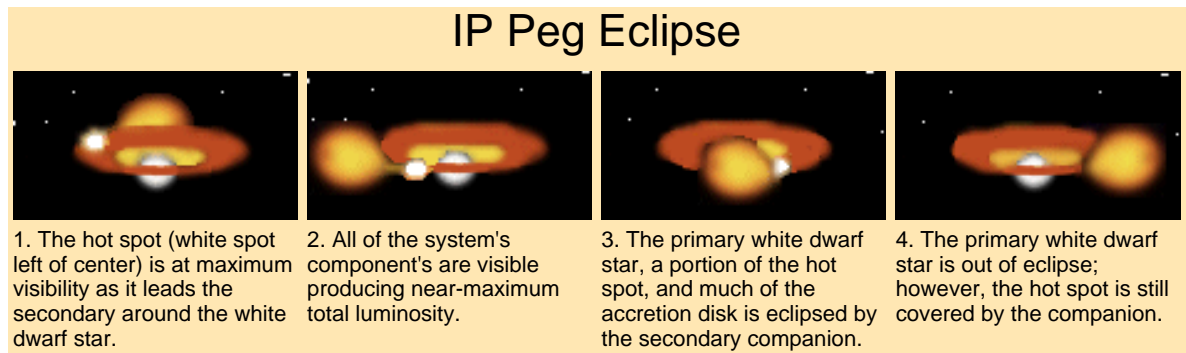 IP Peg Eclipse
1. The hot spot (white spot
left of center) is at maximum
visibility as it leads the
secondary around the white
dwarf star.
2. All of the system's
component's are visible
producing near-maximum
total luminosity.
3. The primary white dwarf
star, a portion of the hot
spot, and much of the
accretion disk is eclipsed by
the secondary companion.
4. The primary white dwarf
star is out of eclipse;
however, the hot spot is still
covered by the companion.